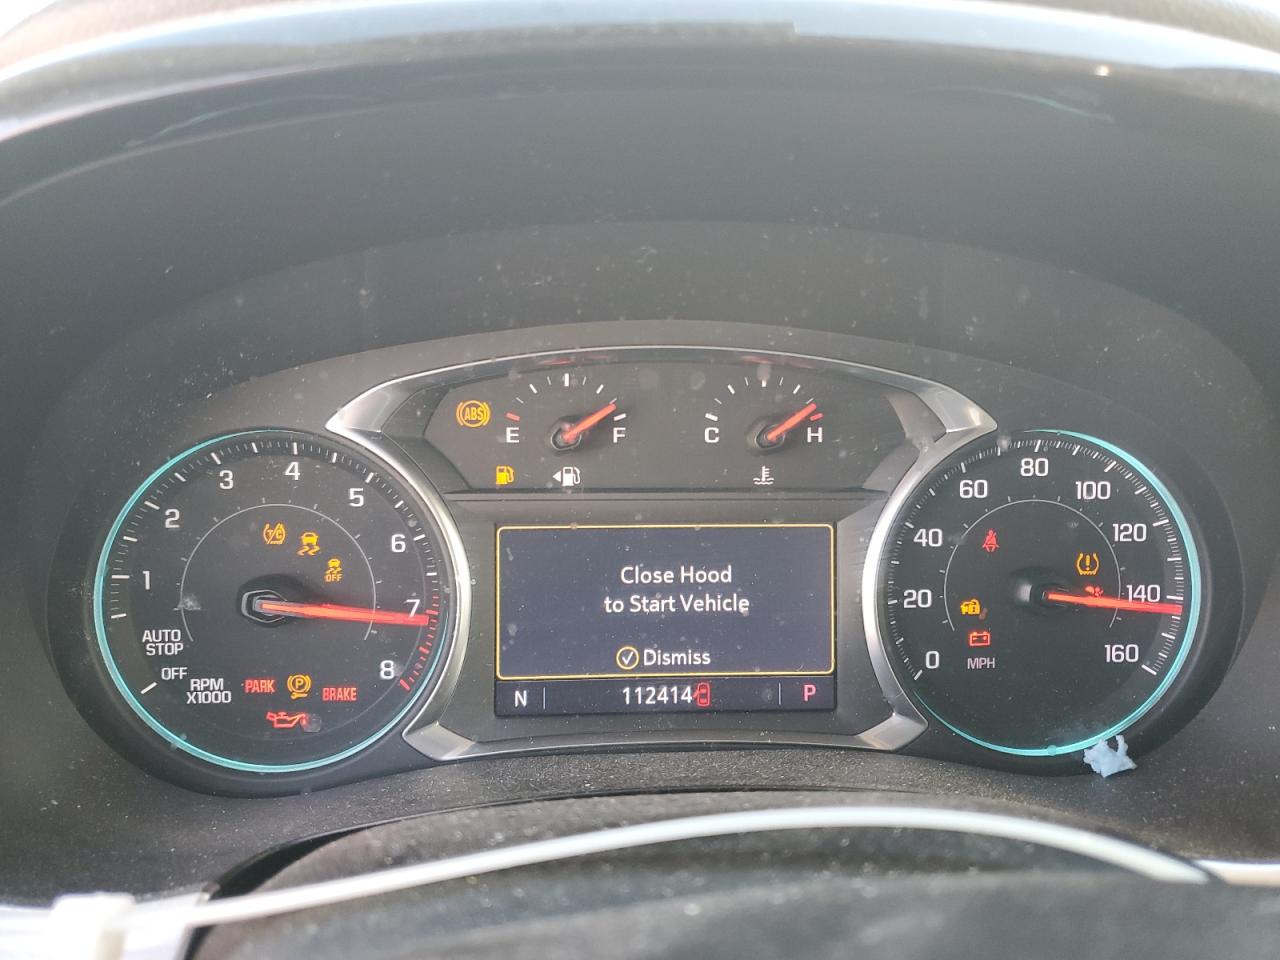 ABS
E F
C H
1 2 3 4 5 6 7 8
AUTO
STOP
OFF
RPM
X1000
T/C
OFF
PARK
P
BRAKE
Close Hood
to Start Vehicle
Dismiss
N 112414 P
0 20 40 60 80 100 120 140 160
MPH